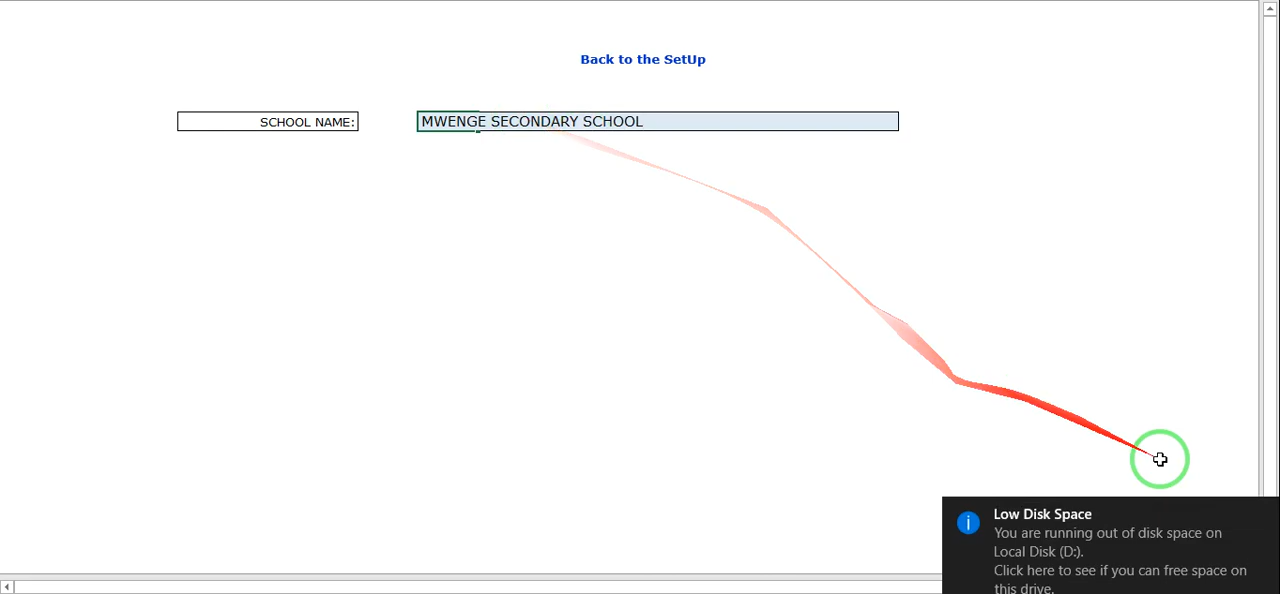 Back to the SetUp
SCHOOL NAME:
MWENGE SECONDARY SCHOOL
Low Disk Space
You are running out of disk space on
Local Disk (D:).
Click here to see if you can free space on
this drive.